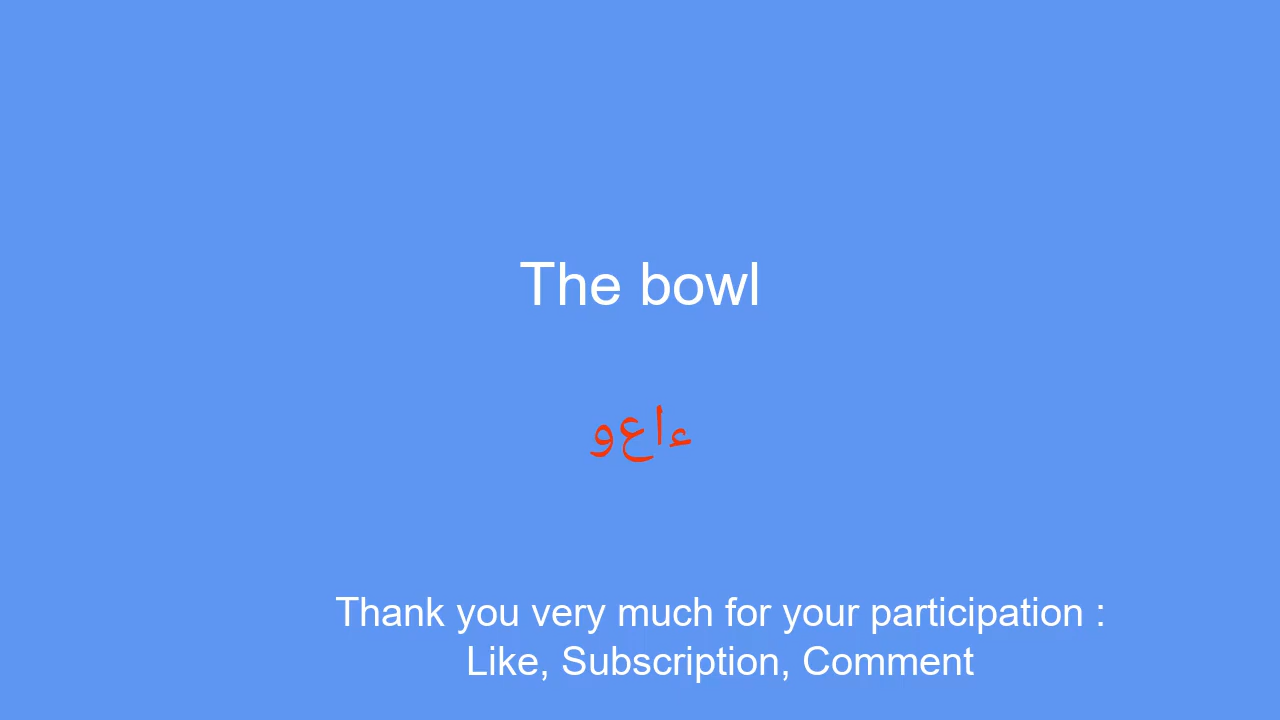 The bowl
ءاعو
Thank you very much for your participation :
Like, Subscription, Comment